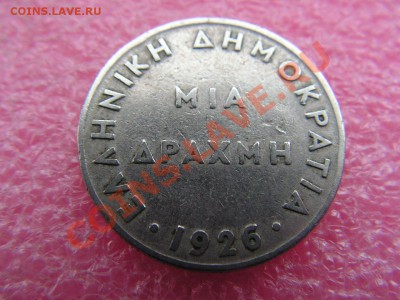 COINS.LAVE.RU
ΕΛΛΗΝΙΚΗ ΔΗΜΟΚΡΑΤΙΑ
ΜΙΑ
ΔΡΑΧΜΗ
· 1926 ·
COINS.LAVE.RU